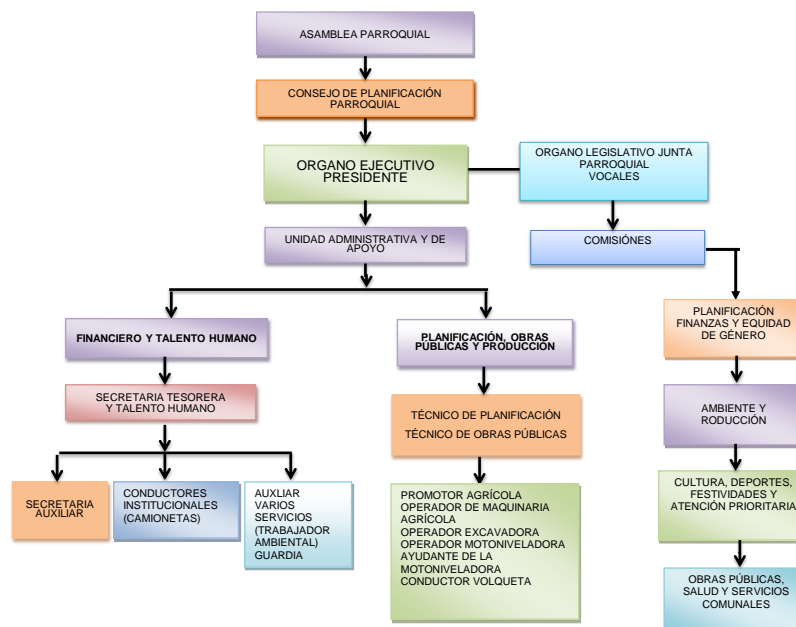 ASAMBLEA PARROQUIAL
CONSEJO DE PLANIFICACIÓN
PARROQUIAL
ORGANO EJECUTIVO
PRESIDENTE
ORGANO LEGISLATIVO JUNTA
PARROQUIAL
VOCALES
UNIDAD ADMINISTRATIVA Y DE
APOYO
COMISIÓNES
FINANCIERO Y TALENTO HUMANO
PLANIFICACIÓN, OBRAS
PÚBLICAS Y PRODUCCIÓN
PLANIFICACIÓN
FINANZAS Y EQUIDAD
DE GÉNERO
SECRETARIA TESORERA
Y TALENTO HUMANO
TÉCNICO DE PLANIFICACIÓN
TÉCNICO DE OBRAS PÚBLICAS
AMBIENTE Y
RODUCCIÓN
SECRETARIA
AUXILIAR
CONDUCTORES
INSTITUCIONALES
(CAMIONETAS)
AUXLIAR
VARIOS
SERVICIOS
(TRABAJADOR
AMBIENTAL)
GUARDIA
PROMOTOR AGRÍCOLA
OPERADOR DE MAQUINARIA
AGRÍCOLA
OPERADOR EXCAVADORA
OPERADOR MOTONIVELADORA
AYUDANTE DE LA
MOTONIVELADORA
CONDUCTOR VOLQUETA
CULTURA, DEPORTES,
FESTIVIDADES Y
ATENCIÓN PRIORITARIA
OBRAS PÚBLICAS,
SALUD Y SERVICIOS
COMUNALES